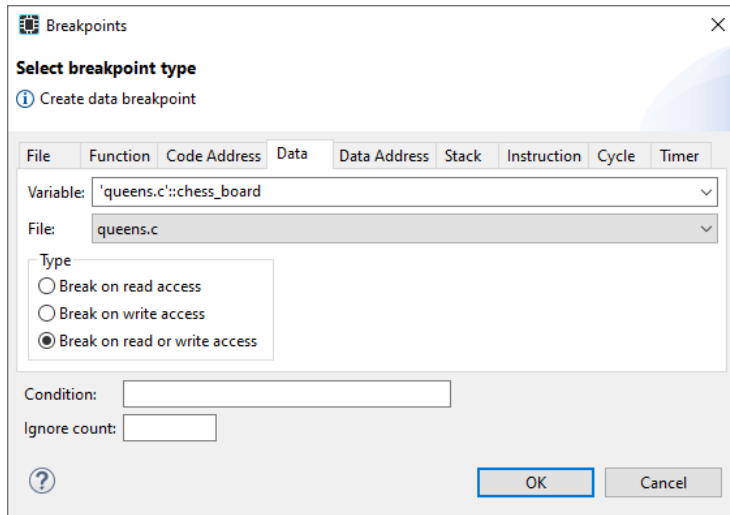 Breakpoints
Select breakpoint type
Create data breakpoint
File Function Code Address Data Data Address Stack Instruction Cycle Timer
Variable: 'queens.c'::chess_board
File: queens.c
Type
Break on read access
Break on write access
Break on read or write access
Condition:
Ignore count:
OK Cancel